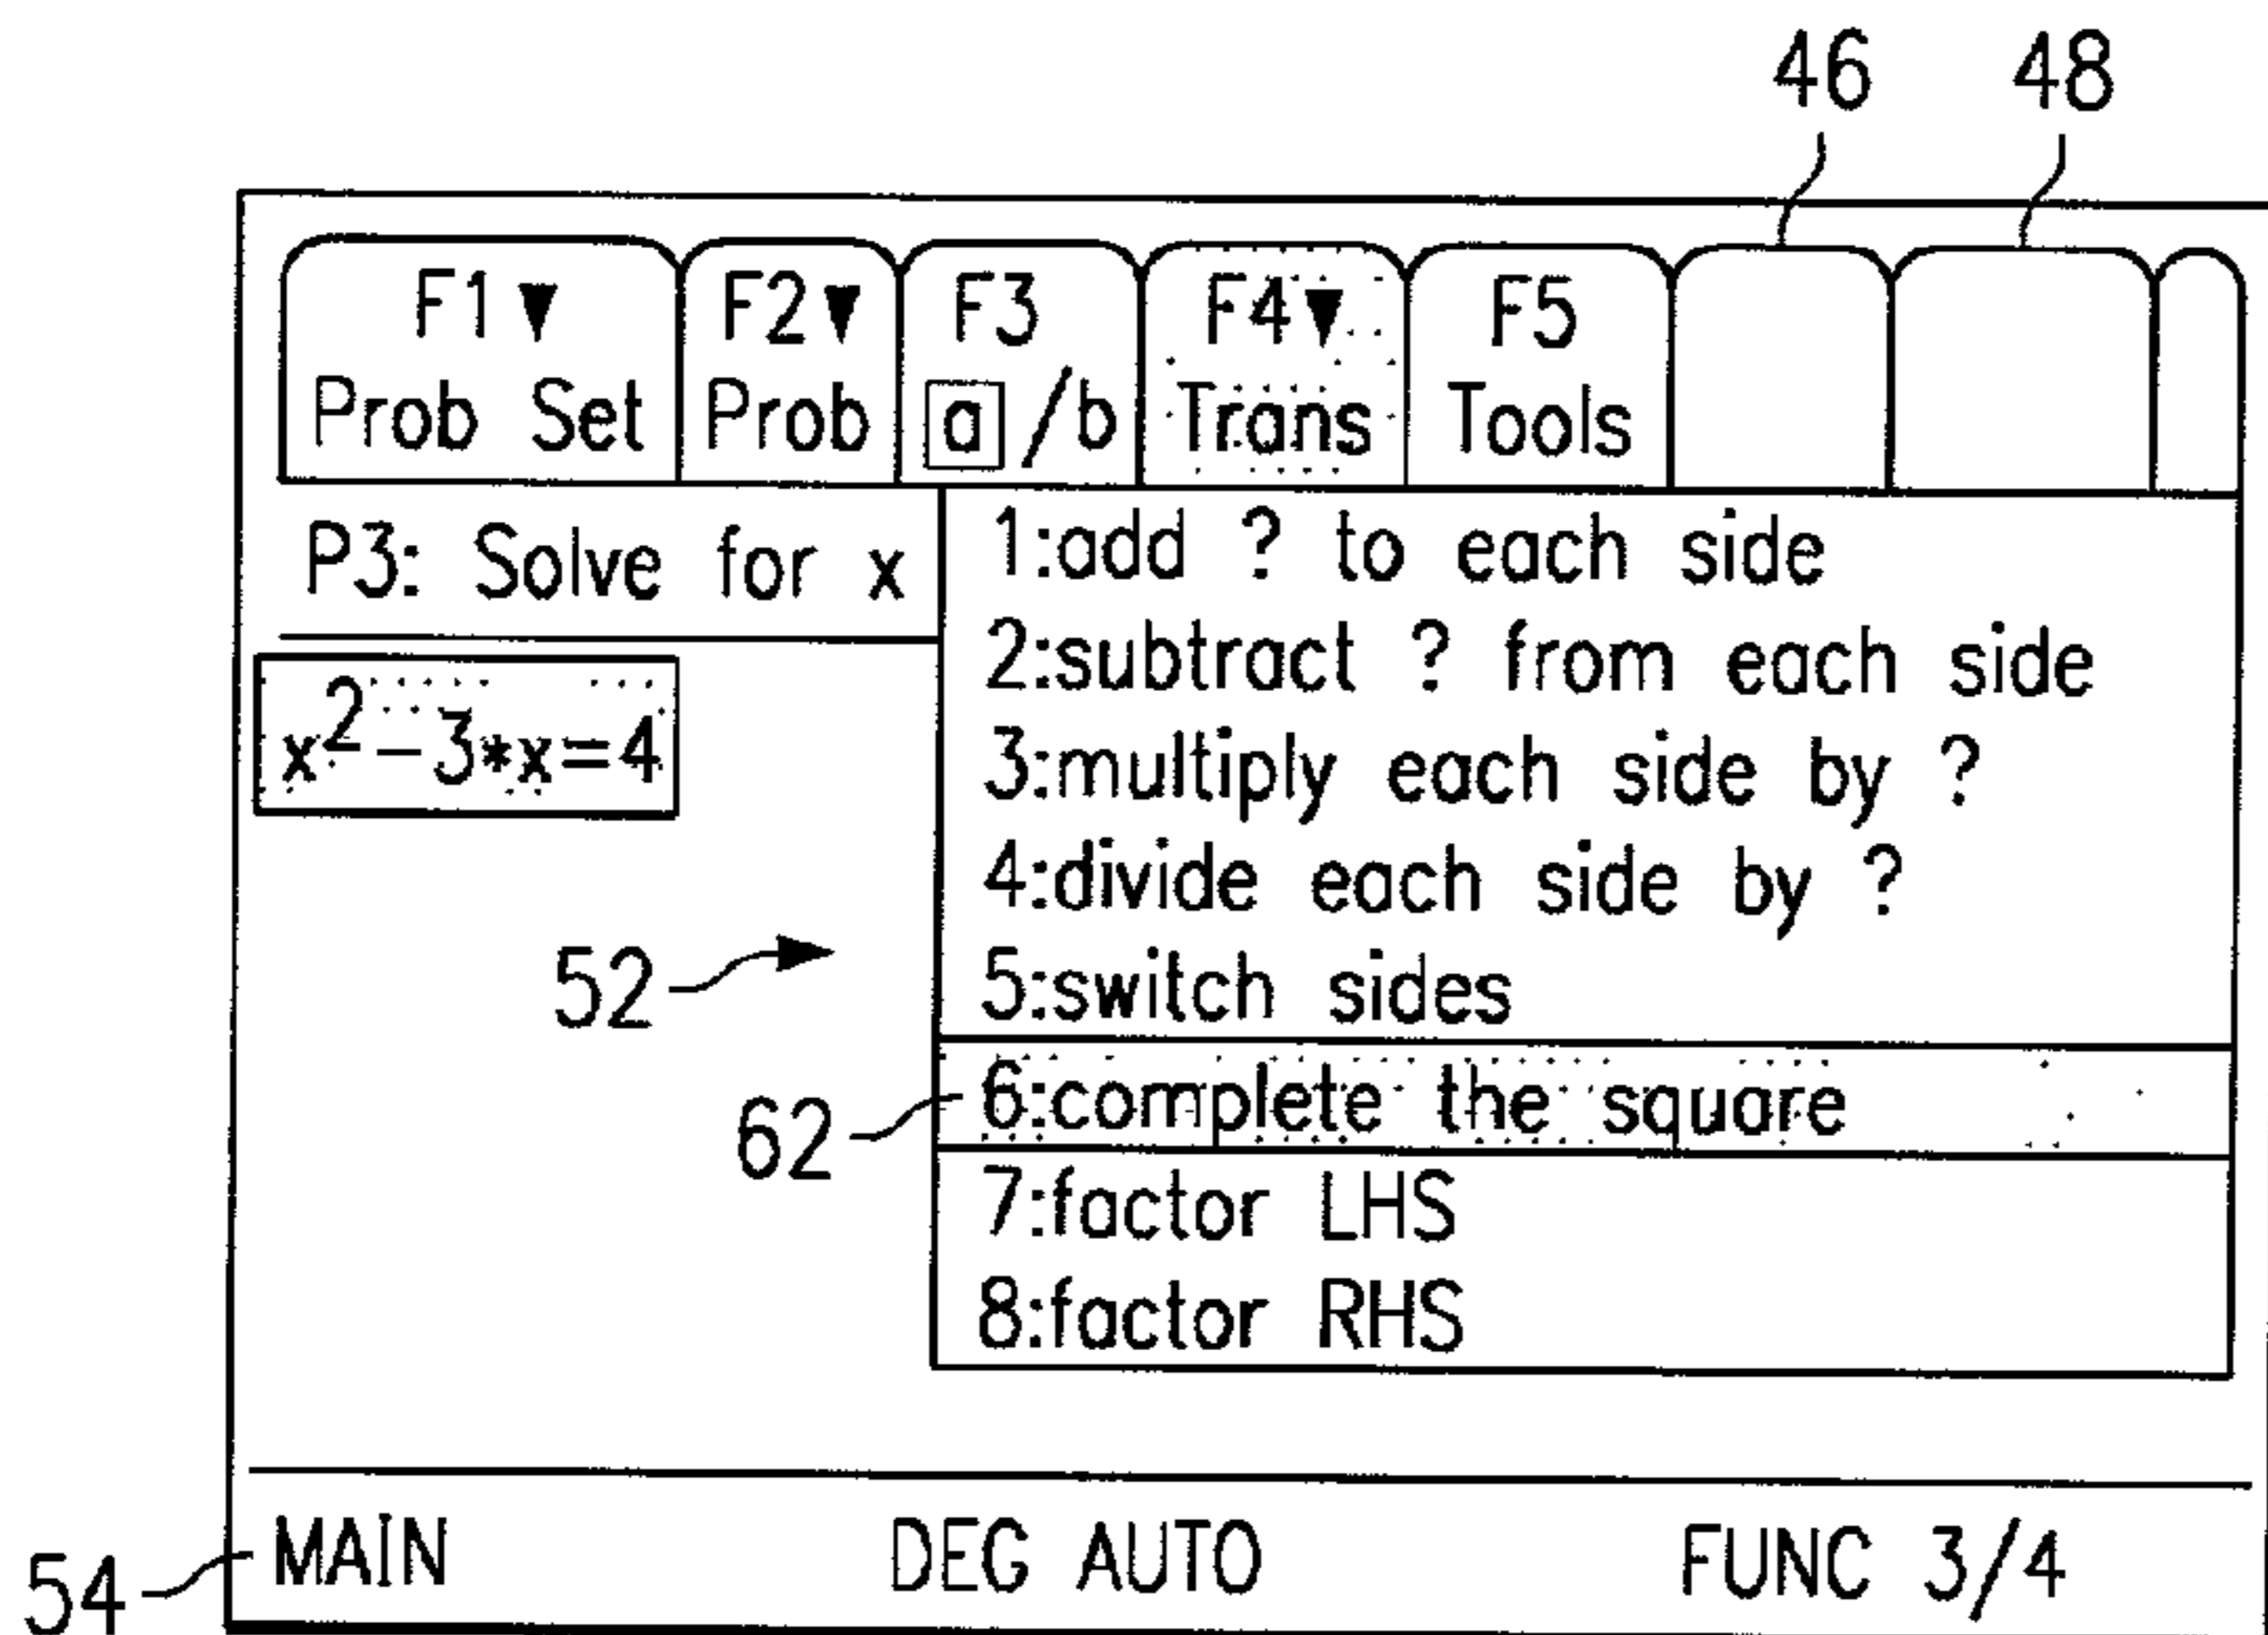 46 48
F1 ▼ F2 ▼ F3 F4 ▼ F5
Prob Set Prob a /b Trans Tools
P3: Solve for x
x²-3*x=4
1:add ? to each side
2:subtract ? from each side
3:multiply each side by ?
4:divide each side by ?
5:switch sides
6:complete the square
7:factor LHS
8:factor RHS
52
62
MAIN DEG AUTO FUNC 3/4
54